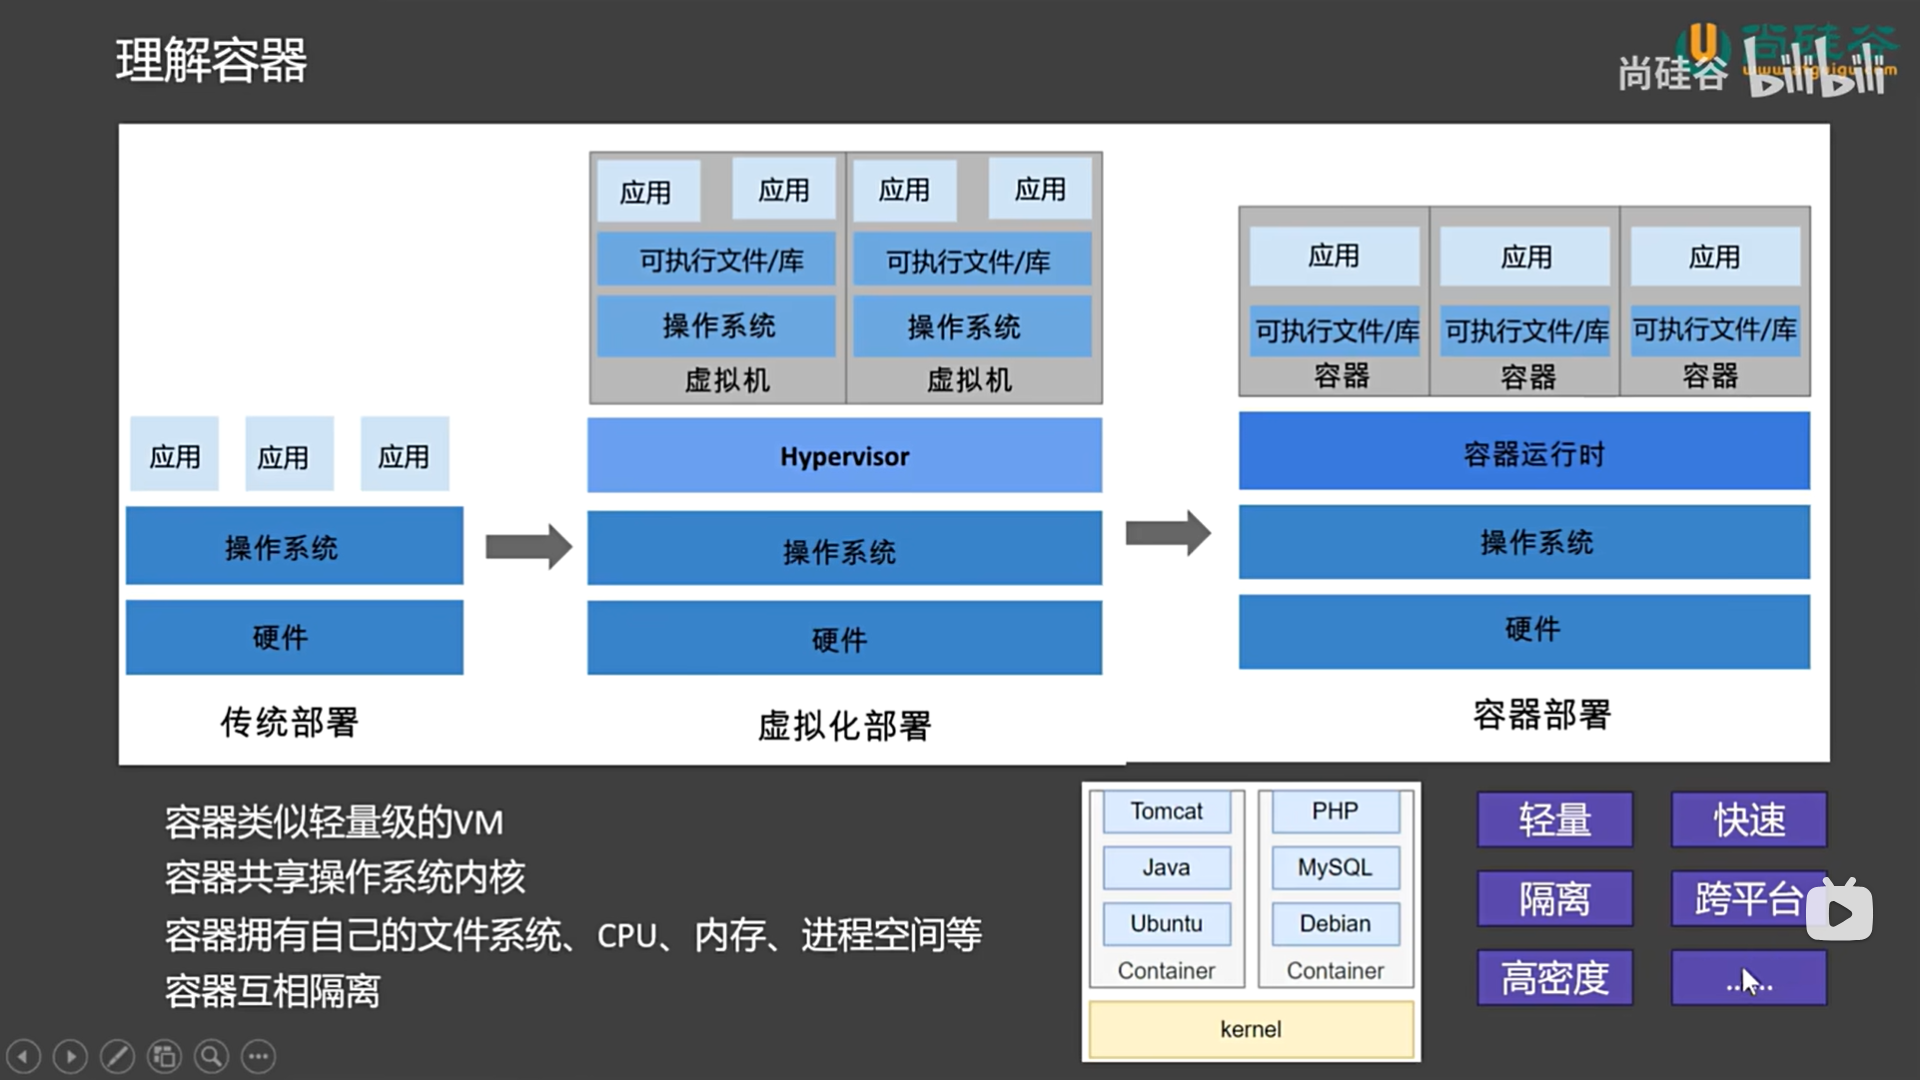 理解容器
尚硅谷
bilibili
尚硅谷
www.atguigu.com
应用 应用 应用
操作系统
硬件
传统部署
应用 应用 应用 应用
可执行文件/库 可执行文件/库
操作系统 操作系统
虚拟机 虚拟机
Hypervisor
操作系统
硬件
虚拟化部署
应用 应用 应用
可执行文件/库 可执行文件/库 可执行文件/库
容器 容器 容器
容器运行时
操作系统
硬件
容器部署
容器类似轻量级的VM
容器共享操作系统内核
容器拥有自己的文件系统、CPU、内存、进程空间等
容器互相隔离
Tomcat PHP
Java MySQL
Ubuntu Debian
Container Container
kernel
轻量 快速
隔离 跨平台
高密度 ......